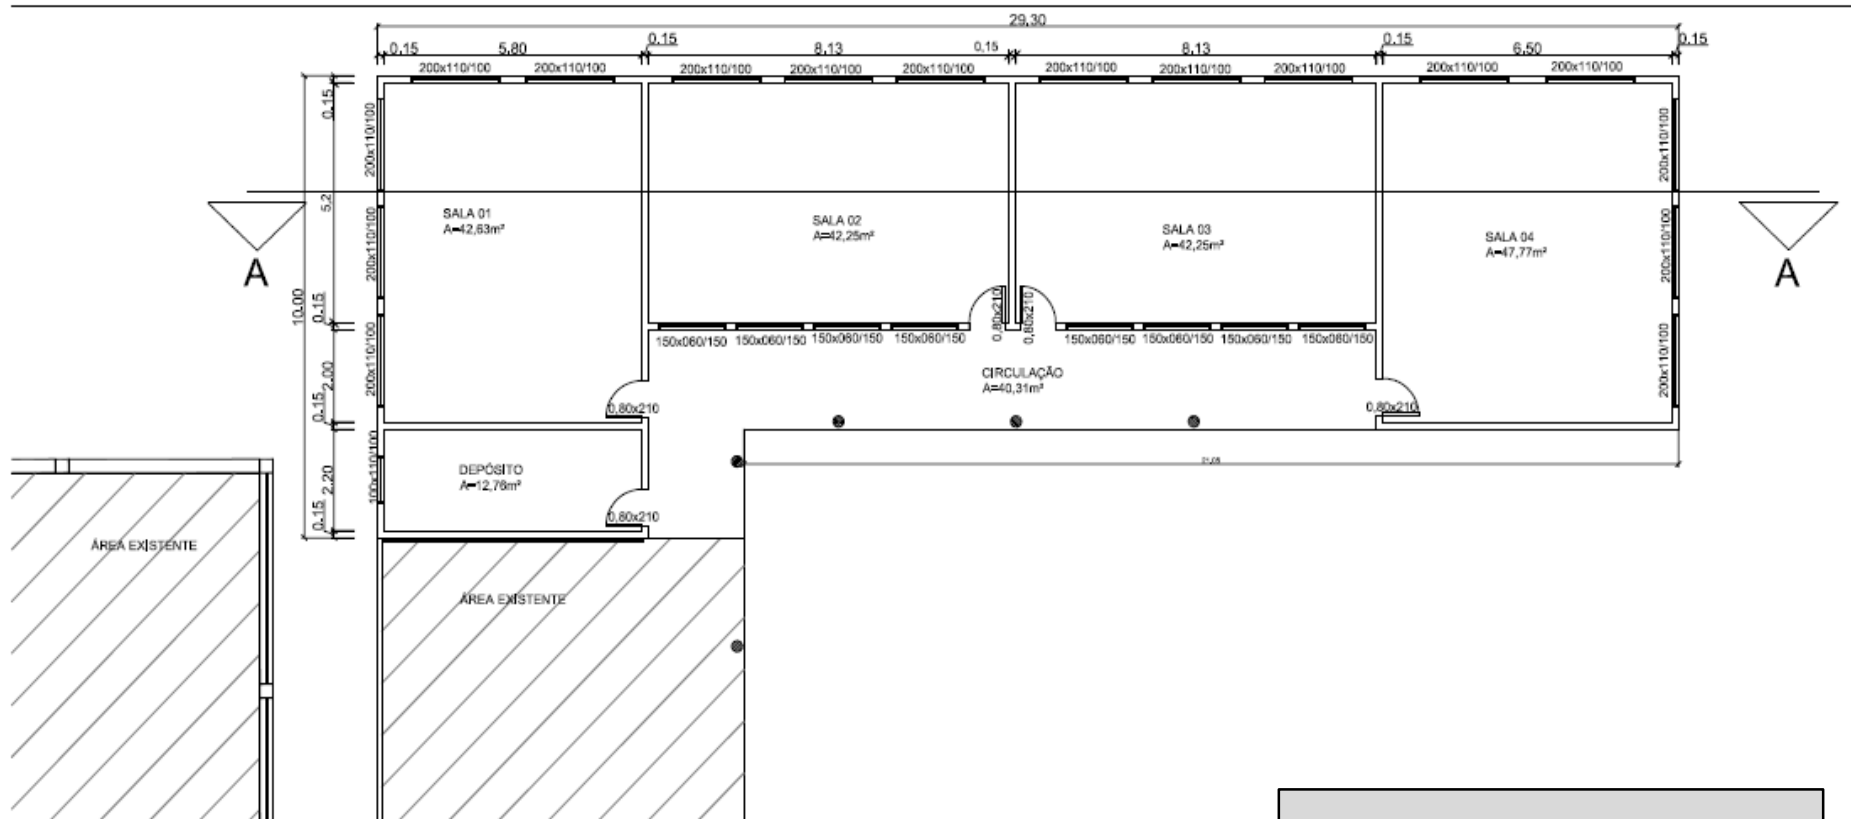 29,30
0,15 5,80 0,15 8,13 0,15 8,13 0,15 6,50 0,15
200x110/100 200x110/100 200x110/100 200x110/100 200x110/100 200x110/100 200x110/100 200x110/100 200x110/100 200x110/100
0,15
200x110/100
200x110/100
5,2
SALA 01
A=42,63m²
SALA 02
A=42,25m²
SALA 03
A=42,25m²
SALA 04
A=47,77m²
200x110/100
200x110/100
A
A
10,00
0,15
0,80x210
0,80x210
150x060/150 150x060/150 150x060/150 150x060/150
150x060/150 150x060/150 150x060/150 150x060/150
200x110/100
2,00
CIRCULAÇÃO
A=40,31m²
200x110/100
0,15
0,80x210
0,80x210
100x110/100
2,20
DEPÓSITO
A=12,76m²
21,05
0,15
0,80x210
ÁREA EXISTENTE
ÁREA EXISTENTE